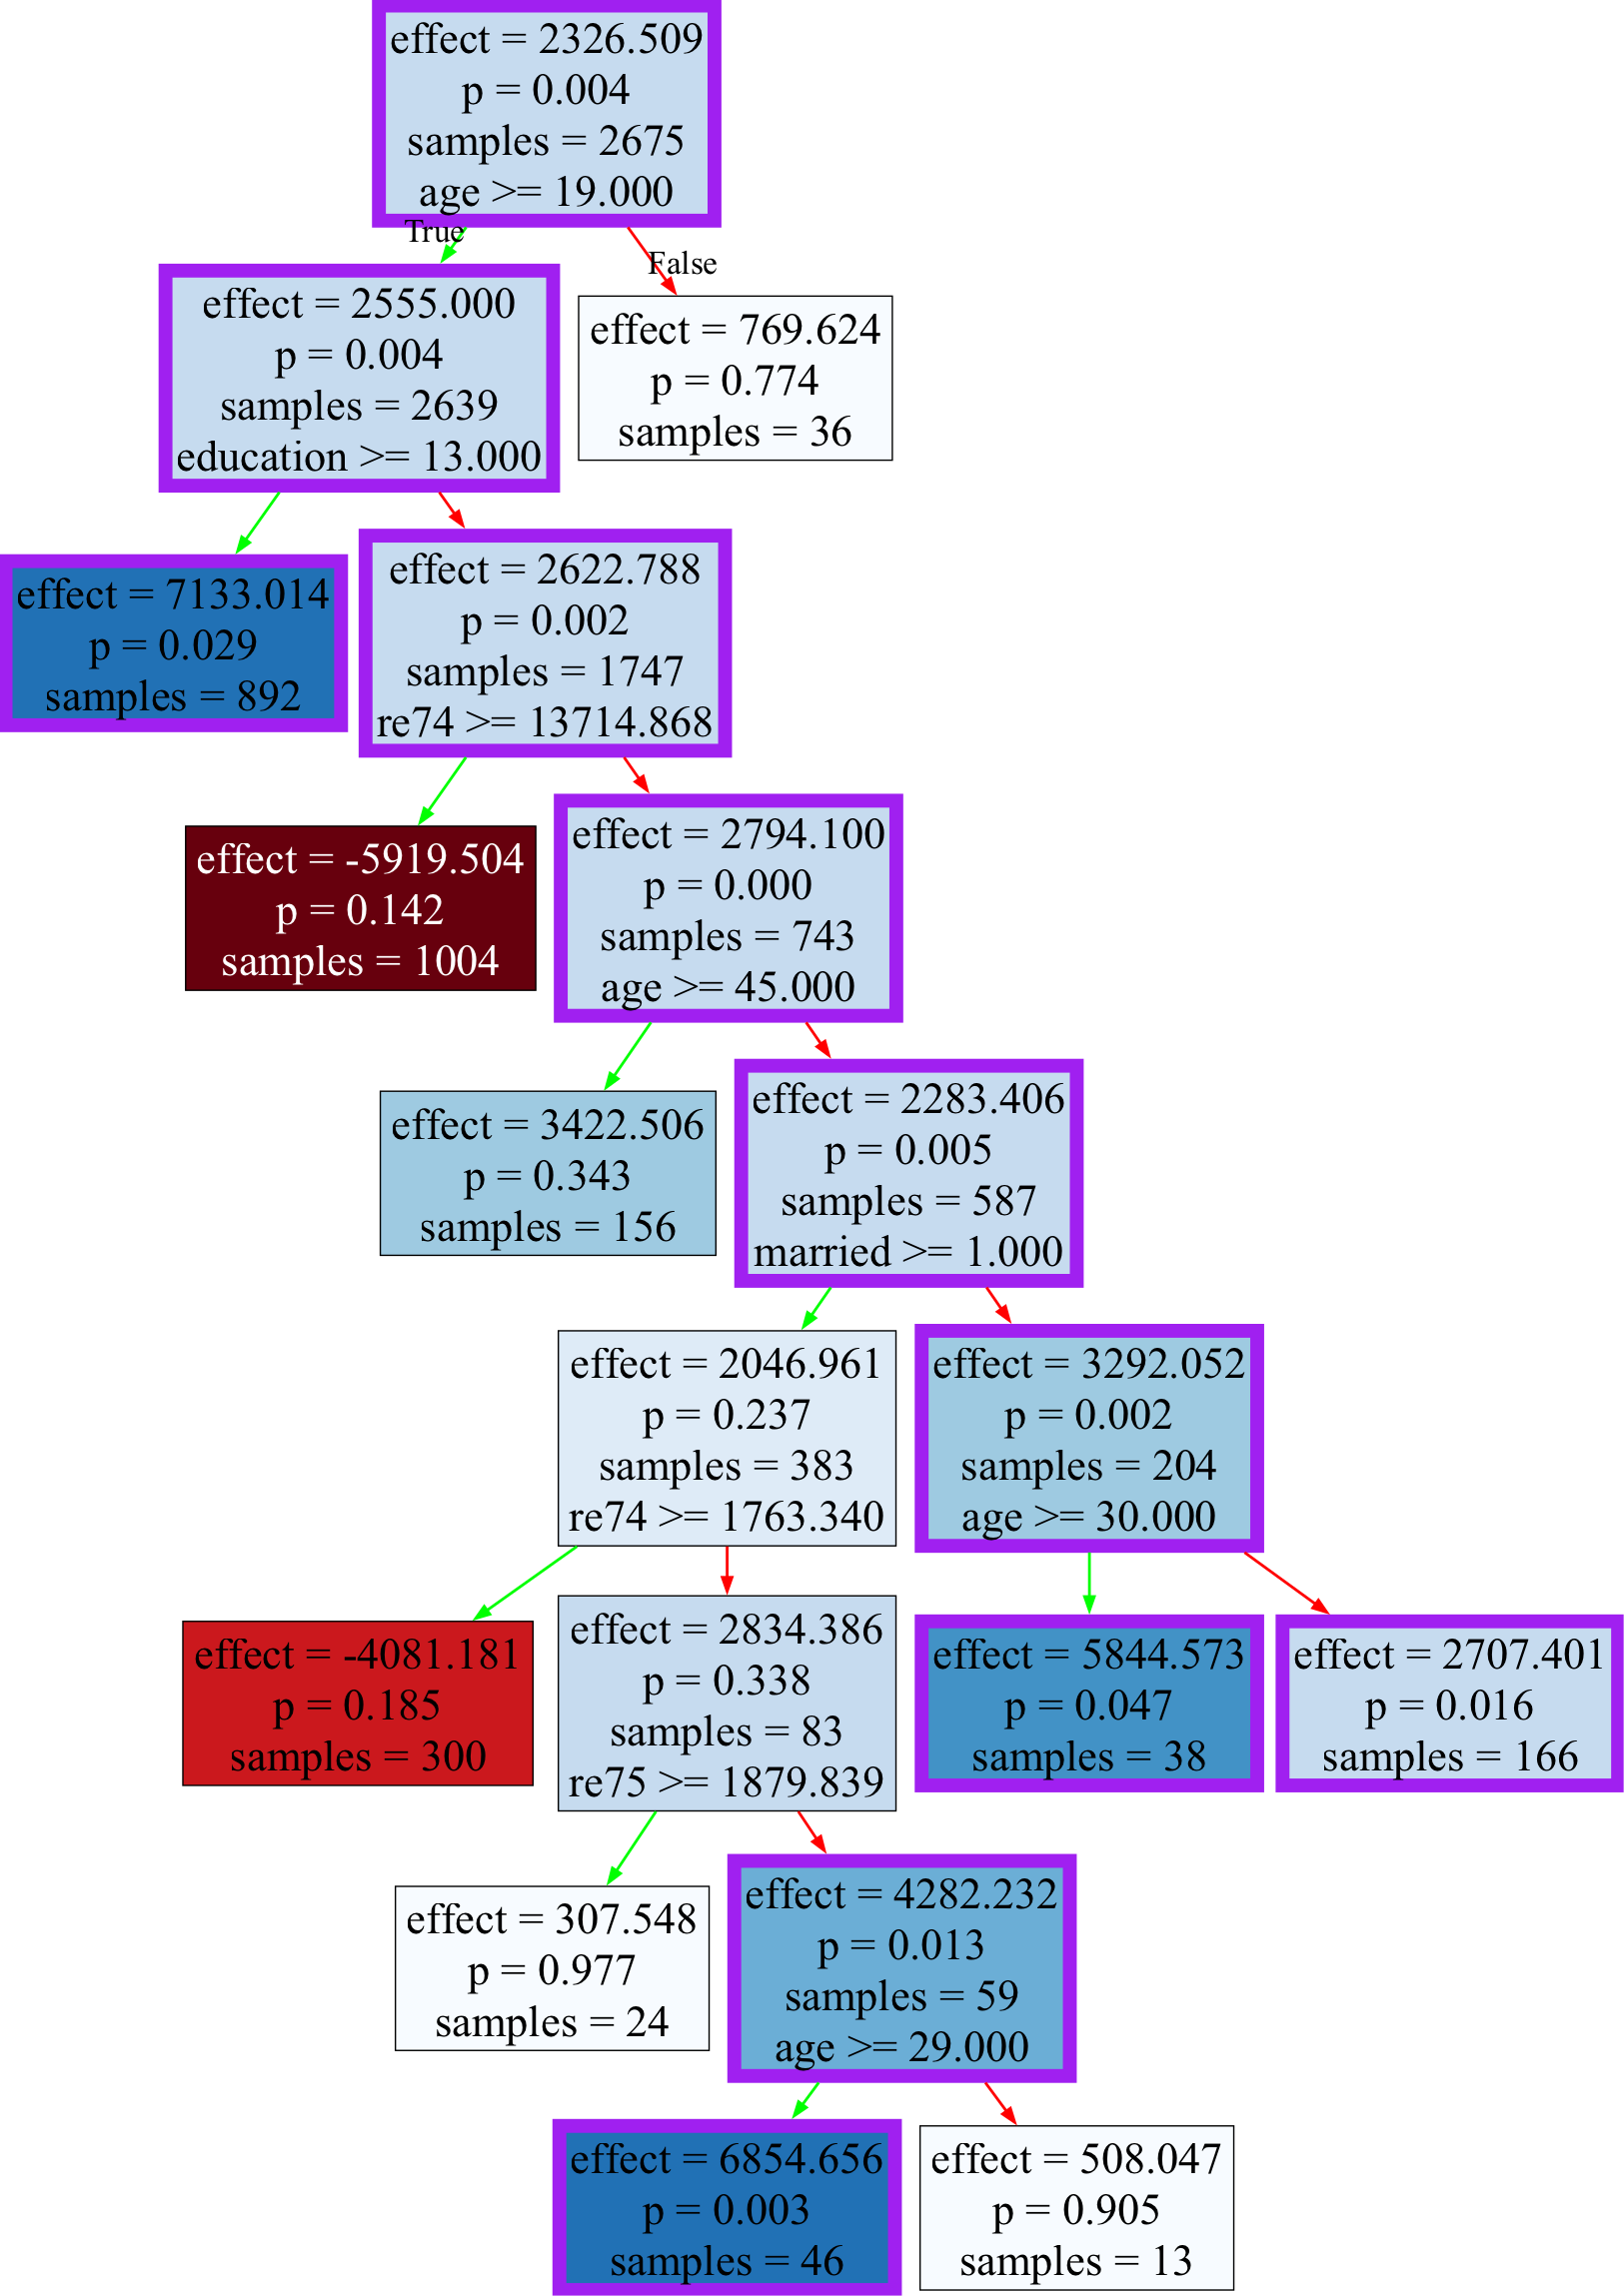 effect = 2326.509
p = 0.004
samples = 2675
age >= 19.000
True
False
effect = 2555.000
p = 0.004
samples = 2639
education >= 13.000
effect = 769.624
p = 0.774
samples = 36
effect = 7133.014
p = 0.029
samples = 892
effect = 2622.788
p = 0.002
samples = 1747
re74 >= 13714.868
effect = -5919.504
p = 0.142
samples = 1004
effect = 2794.100
p = 0.000
samples = 743
age >= 45.000
effect = 3422.506
p = 0.343
samples = 156
effect = 2283.406
p = 0.005
samples = 587
married >= 1.000
effect = 2046.961
p = 0.237
samples = 383
re74 >= 1763.340
effect = 3292.052
p = 0.002
samples = 204
age >= 30.000
effect = -4081.181
p = 0.185
samples = 300
effect = 2834.386
p = 0.338
samples = 83
re75 >= 1879.839
effect = 5844.573
p = 0.047
samples = 38
effect = 2707.401
p = 0.016
samples = 166
effect = 307.548
p = 0.977
samples = 24
effect = 4282.232
p = 0.013
samples = 59
age >= 29.000
effect = 6854.656
p = 0.003
samples = 46
effect = 508.047
p = 0.905
samples = 13